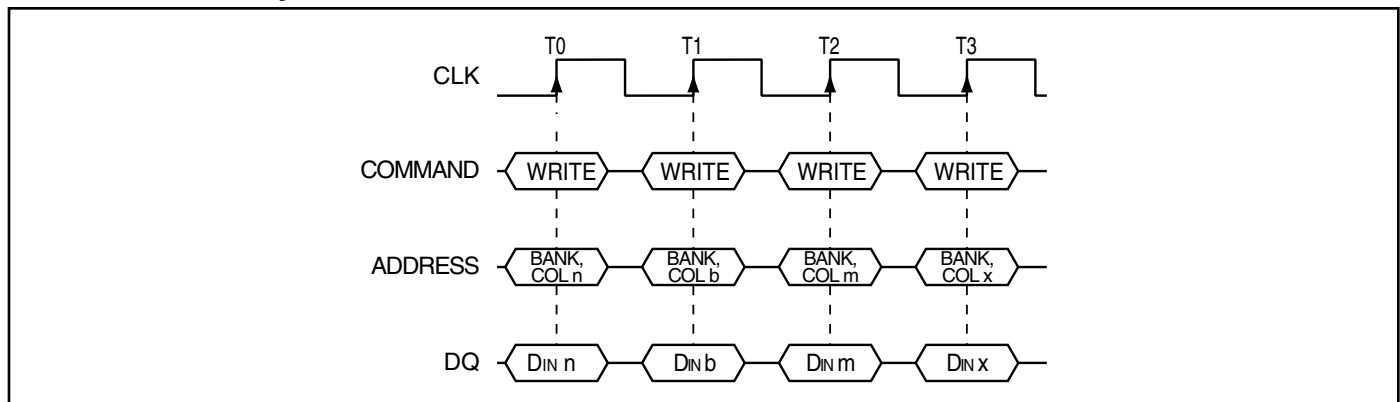 T0 T1 T2 T3
CLK
COMMAND WRITE WRITE WRITE WRITE
ADDRESS BANK, COL n BANK, COL b BANK, COL m BANK, COL x
DQ DIN n DIN b DIN m DIN x